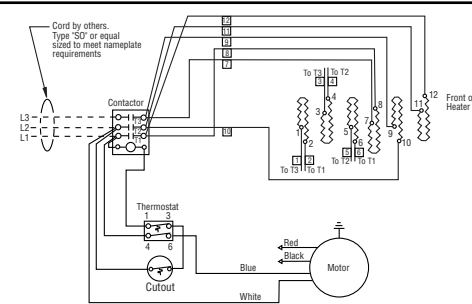 Cord by others.
Type "SO" or equal
sized to meet nameplate
requirements
12
11
9
8
7
10
Contactor
L3
L2
L1
T3
To T3 To T2
3 4
4
3
1
2
1 2
To T3 To T1
5
6
5 6
To T2 To T1
8
7
9
10
12
11
Front o
Heater
Thermostat
1 3
4 6
Cutout
Red
Black
Blue
White
Motor